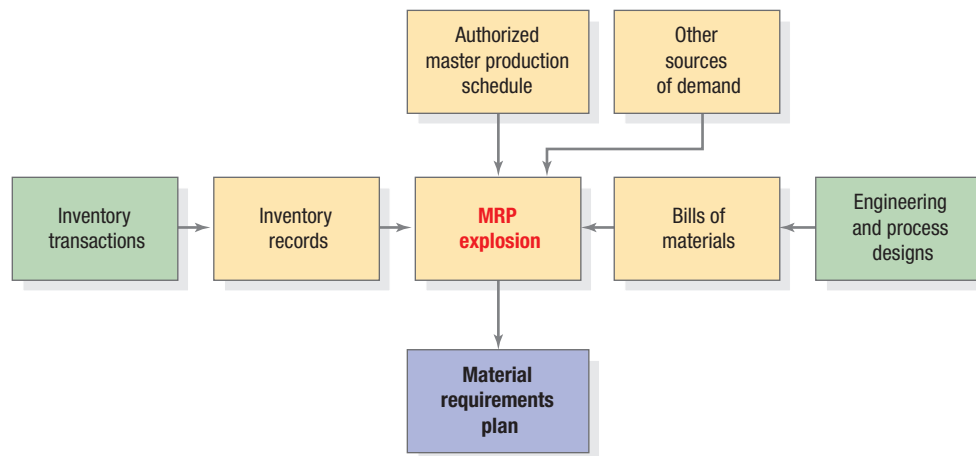 Authorized
master production
schedule
Other
sources
of demand
Inventory
transactions
Inventory
records
MRP
explosion
Bills of
materials
Engineering
and process
designs
Material
requirements
plan